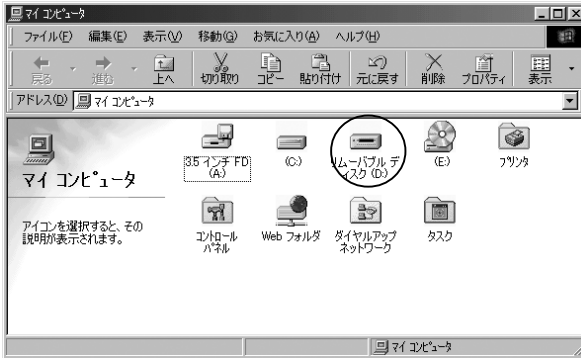 マイ コンピュータ
ファイル(F) 編集(E) 表示(V) 移動(G) お気に入り(A) ヘルプ(H)
戻る 進む 上へ 切り取り コピー 貼り付け 元に戻す 削除 プロパティ 表示
アドレス(D) マイ コンピュータ
マイ コンピュータ
アイコンを選択すると、その
説明が表示されます。
3.5 インチ FD
(A:)
(C:)
リムーバブル デ
ィスク (D:)
(E:)
プリンタ
コントロール
パネル
Web フォルダ
ダイヤルアップ
ネットワーク
タスク
マイ コンピュータ